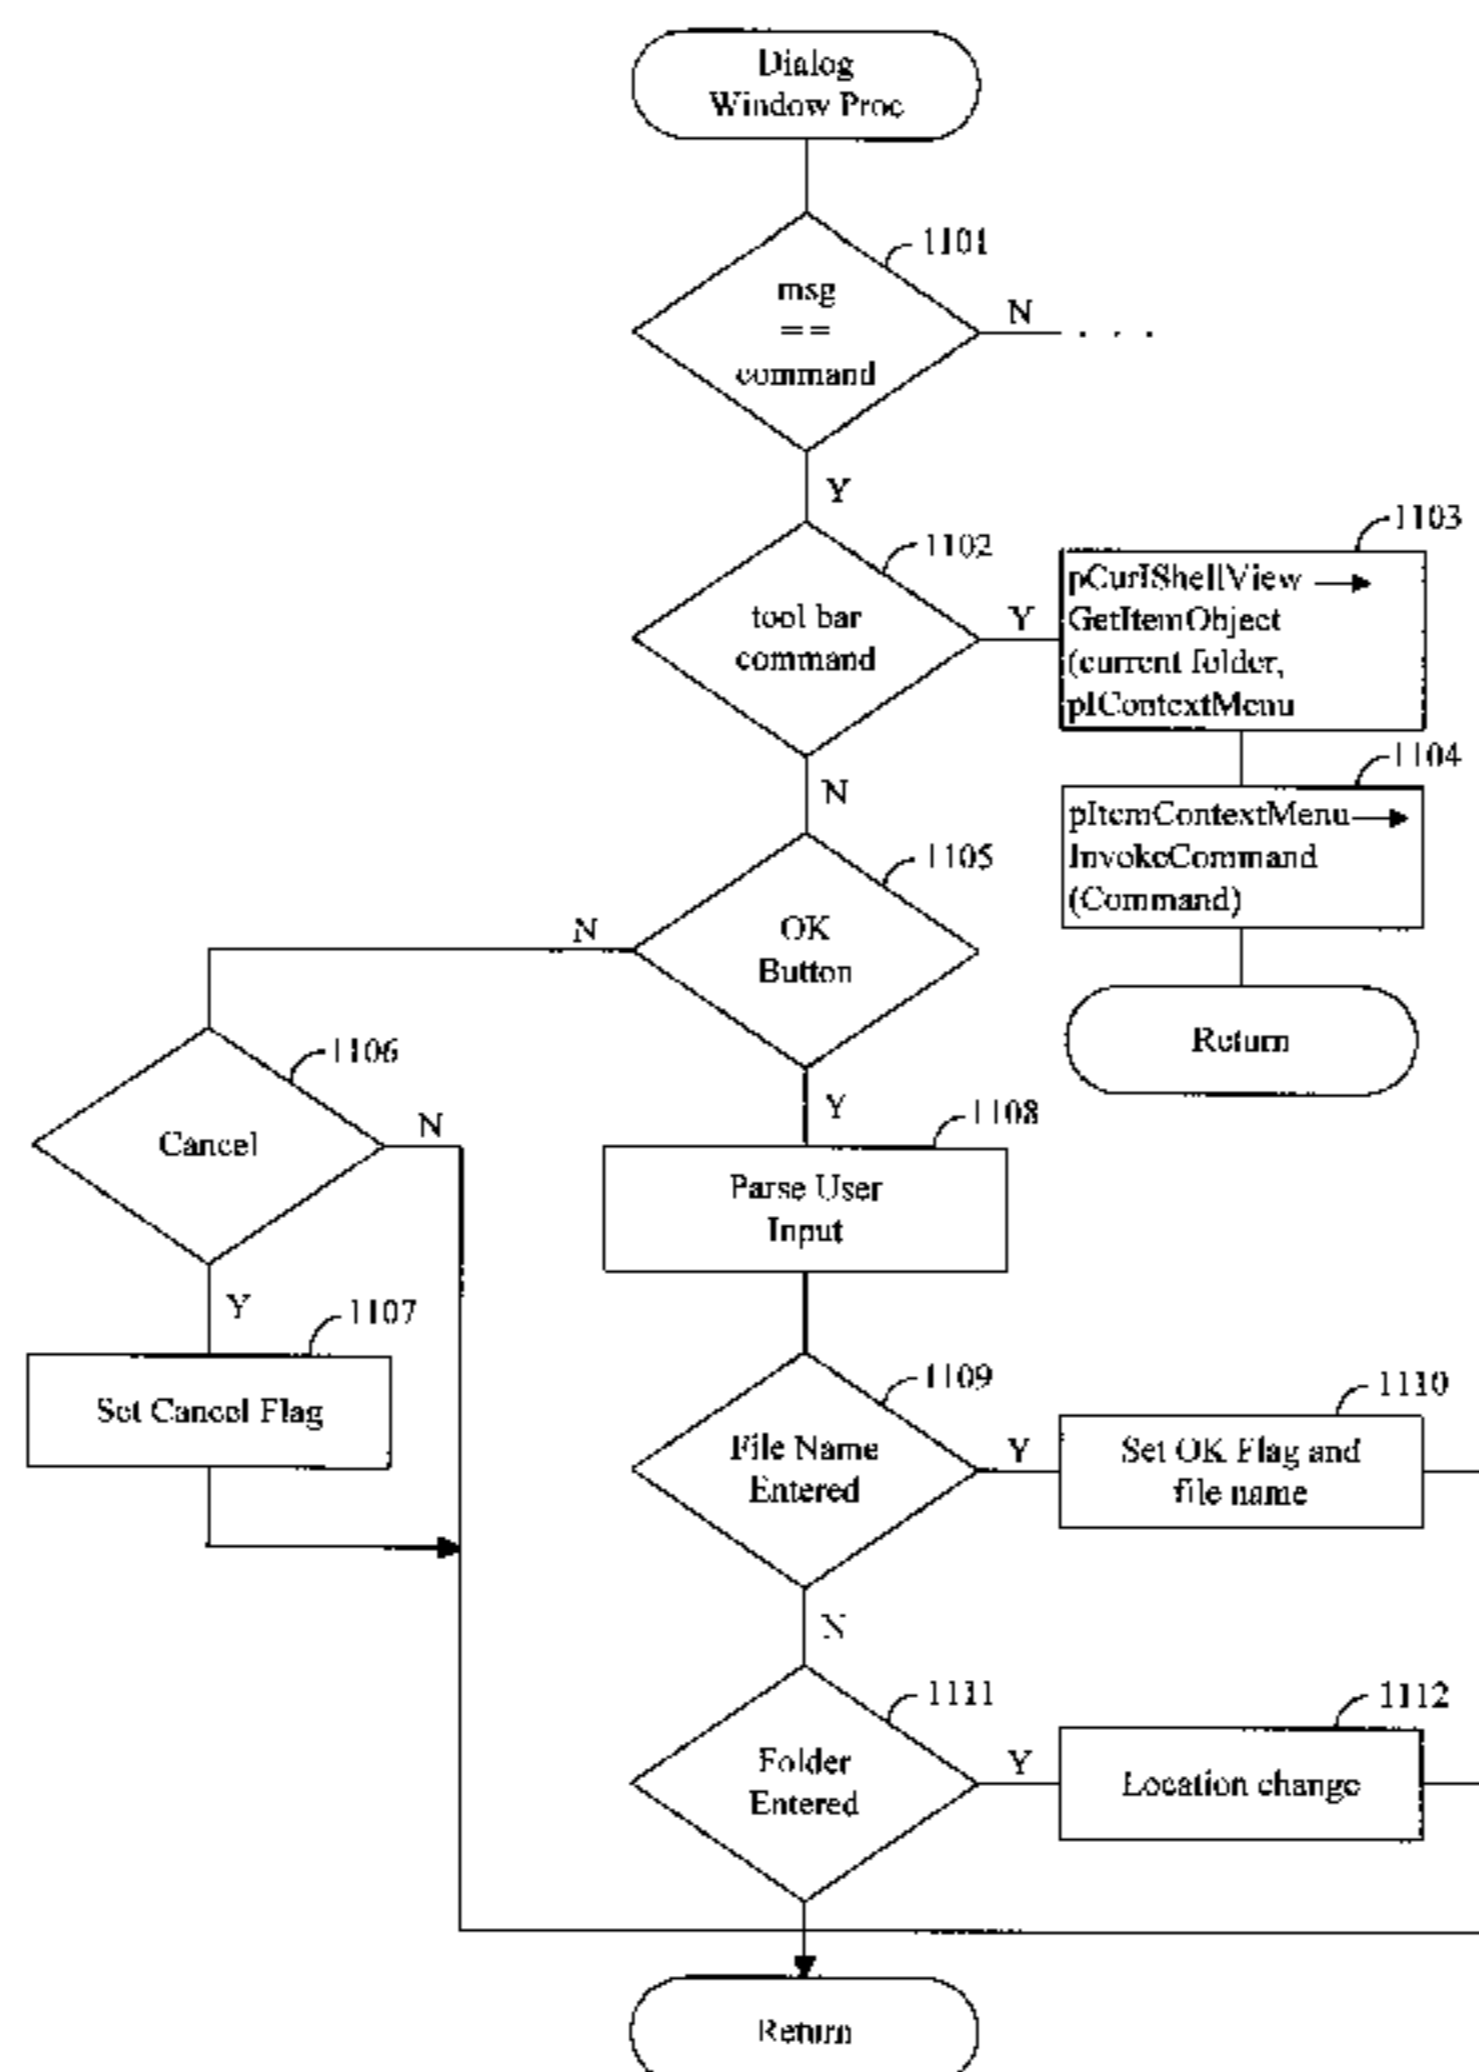 Dialog
Window Proc
1101
msg
==
command
N
. . .
Y
1102
tool bar
command
Y
1103
pCurIShellView
GetItemObject
(current folder,
pIContextMenu
1104
pItemContextMenu
InvokeCommand
(Command)
Return
N
1105
OK
Button
N
1106
Cancel
N
Y
1107
Set Cancel Flag
Y
1108
Parse User
Input
1109
File Name
Entered
Y
1110
Set OK Flag and
file name
N
1111
Folder
Entered
Y
1112
Location change
Return